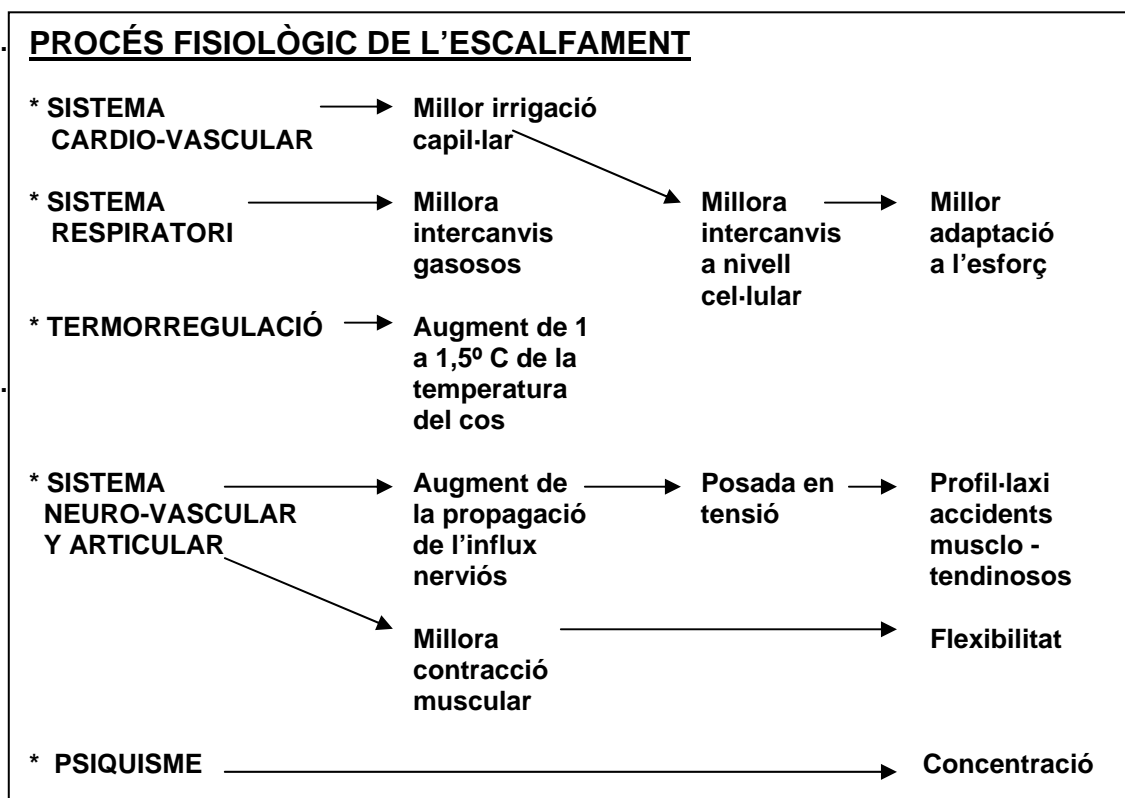 PROCÉS FISIOLÒGIC DE L'ESCALFAMENT
* SISTEMA
CARDIO-VASCULAR
Millor irrigació
capil·lar
* SISTEMA
RESPIRATORI
Millora
intercanvis
gasosos
Millora
intercanvis
a nivell
cel·lular
Millor
adaptació
a l'esforç
* TERMORREGULACIÓ
Augment de 1
a 1,5º C de la
temperatura
del cos
* SISTEMA
NEURO-VASCULAR
Y ARTICULAR
Augment de
la propagació
de l'influx
nerviós
Posada en
tensió
Profil·laxi
accidents
musclo -
tendinosos
Millora
contracció
muscular
Flexibilitat
* PSIQUISME
Concentració